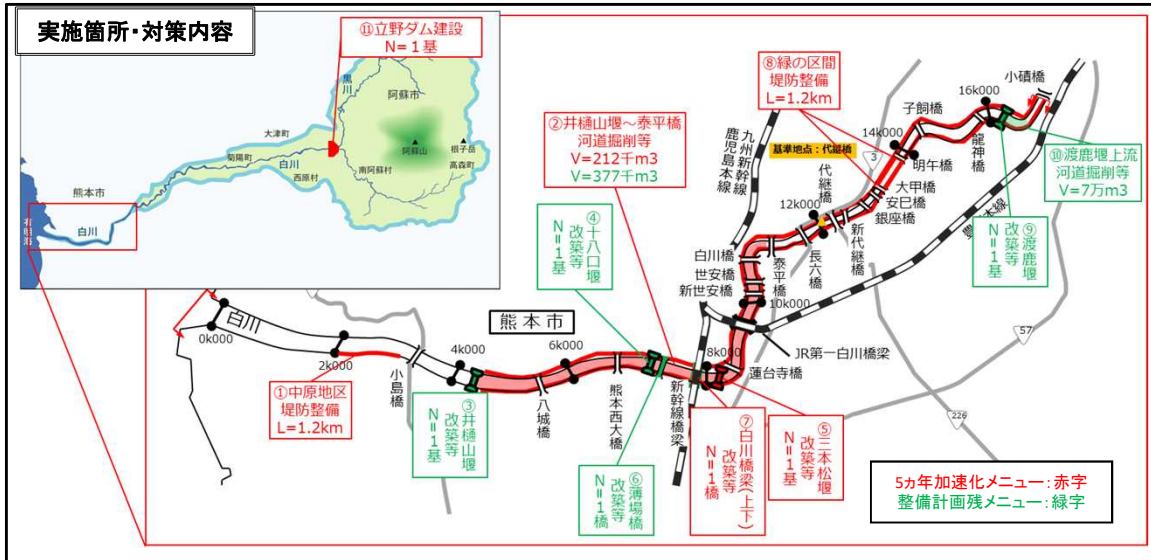 実施箇所・対策内容
⑪立野ダム建設
N=1基
黒川
阿蘇市
阿蘇山
根子岳
高森町
南阿蘇村
大津町
菊陽町
白川
西原村
熊本市
白川
有明海
②井樋山堰～泰平橋
河道掘削等
V=212千m3
V=377千m3
九州新幹線
鹿児島本線
⑧緑の区間
堤防整備
L=1.2km
基準地点:代継橋
3
16k000
小磧橋
子飼橋
14k000
龍神橋
明午橋
⑩渡鹿堰上流
河道掘削等
V=7万m3
大甲橋
安巳橋
銀座橋
代継橋
12k000
新代継橋
長六橋
泰平橋
⑨渡鹿堰
改築等
N=1基
④十八口堰
改築等
N=1基
白川橋
世安橋
新世安橋
10k000
57
白川
0k000
2k000
熊本市
小島橋
4k000
6k000
8k000
JR第一白川橋梁
蓮台寺橋
八城橋
熊本西大橋
新幹線橋梁
226
①中原地区
堤防整備
L=1.2km
③井樋山堰
改築等
N=1基
⑥薄場橋
改築等
N=1橋
⑦白川橋梁(上下)
改築等
N=1橋
⑤三本松堰
改築等
N=1基
5カ年加速化メニュー:赤字
整備計画残メニュー:緑字